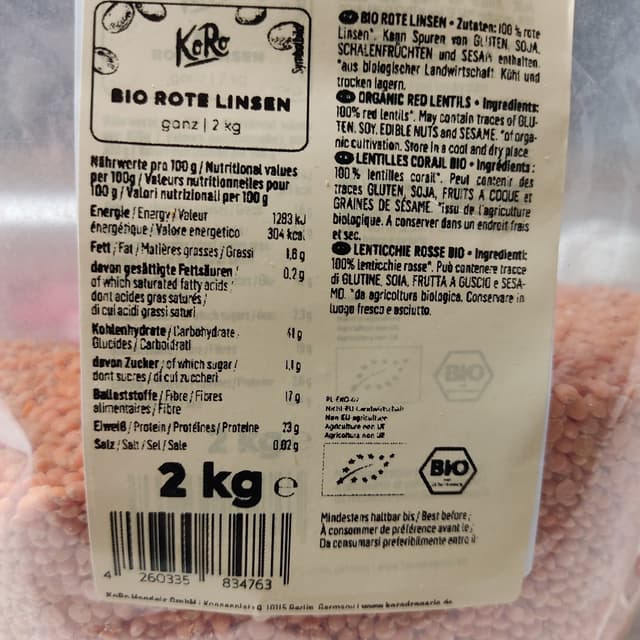 KoRo
Symbolbild
BIO ROTE LINSEN
ganz | 2 kg
Nährwerte pro 100 g / Nutritional values
per 100g / Valeurs nutritionnelles pour
100 g / Valori nutrizionali per 100 g
Energie / Energy / Valeur 1283 kJ
énergétique / Valore energetico 304 kcal
Fett / Fat / Matières grasses / Grassi 1,8 g
davon gesättigte Fettsäuren / 0,2 g
of which saturated fatty acids /
dont acides gras saturés /
di cui acidi grassi saturi
Kohlenhydrate / Carbohydrate / 41 g
Glucides / Carboidrati
davon Zucker / of which sugar / 1,1 g
dont sucres / di cui zuccheri
Ballaststoffe / Fibre / Fibres 17 g
alimentaires / Fibre
Eiweiß / Protein / Protéines / Proteine 23 g
Salz / Salt / Sel / Sale 0,02 g
2 kg e
4 260335 834763
KoRo Handels GmbH | 10115 Berlin, Germany | www.korodrogerie.de
BIO ROTE LINSEN • Zutaten: 100 % rote
Linsen*. Kann Spuren von GLUTEN, SOJA,
SCHALENFRÜCHTEN und SESAM enthalten.
*aus biologischer Landwirtschaft. Kühl und
trocken lagern.
ORGANIC RED LENTILS • Ingredients:
100% red lentils*. May contain traces of GLU-
TEN, SOY, EDIBLE NUTS and SESAME. *of orga-
nic cultivation. Store in a cool and dry place.
LENTILLES CORAIL BIO • Ingrédients :
100 % lentilles corail*. Peut contenir des
traces GLUTEN, SOJA, FRUITS A COQUE et
GRAINES DE SÉSAME. *issu de l'agriculture
biologique. A conserver dans un endroit frais
et sec.
LENTICCHIE ROSSE BIO • Ingredienti:
100% lenticchie rosse*. Può contenere tracce
di GLUTINE, SOIA, FRUTTA A GUSCIO e SESA-
MO. *da agricoltura biologica. Conservare in
luogo fresco e asciutto.
Nicht-EU-Landwirtschaft
Non-EU agriculture
Agriculture non UE
Agricoltura non UE
BIO
Mindestens haltbar bis / Best before /
À consommer de préférence avant le /
Da consumarsi preferibilmente entro il: